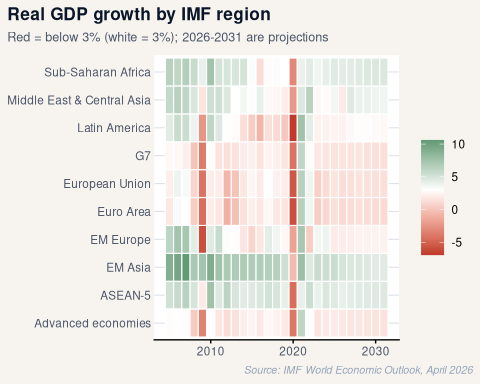 Real GDP growth by IMF region
Red = below 3% (white = 3%); 2026-2031 are projections
Sub-Saharan Africa
Middle East & Central Asia
Latin America
G7
European Union
Euro Area
EM Europe
EM Asia
ASEAN-5
Advanced economies
10
5
0
-5
2010
2020
2030
Source: IMF World Economic Outlook, April 2026